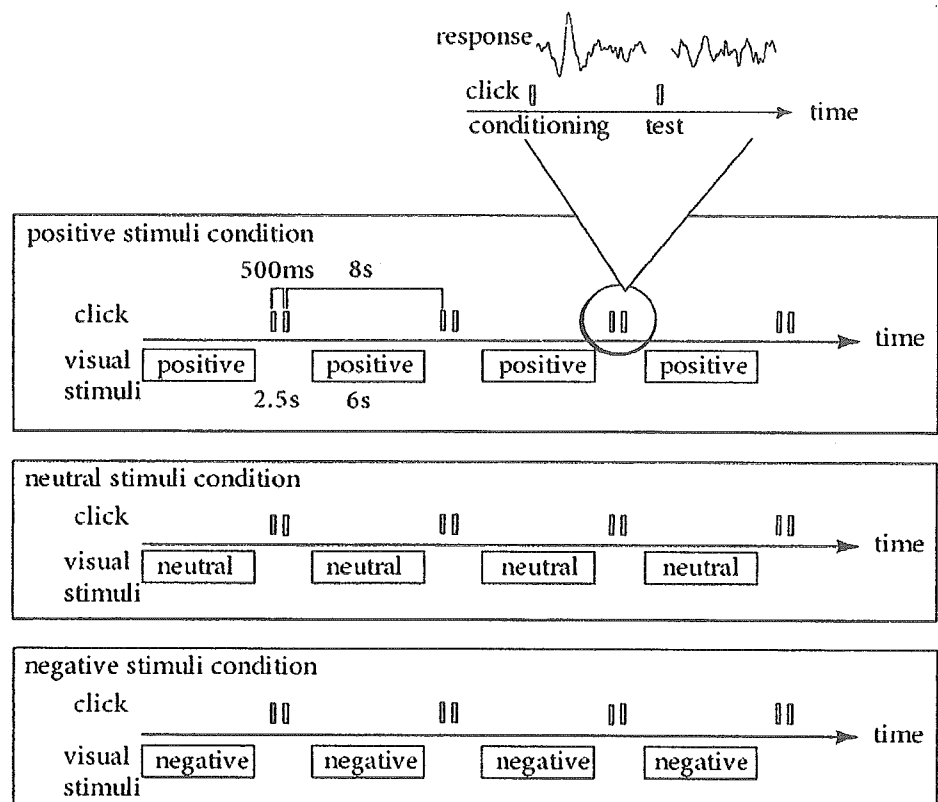 response
click
time
conditioning test
positive stimuli condition
500ms 8s
click
time
visual stimuli
positive positive positive positive
2.5s 6s
neutral stimuli condition
click
time
visual stimuli
neutral neutral neutral neutral
negative stimuli condition
click
time
visual stimuli
negative negative negative negative